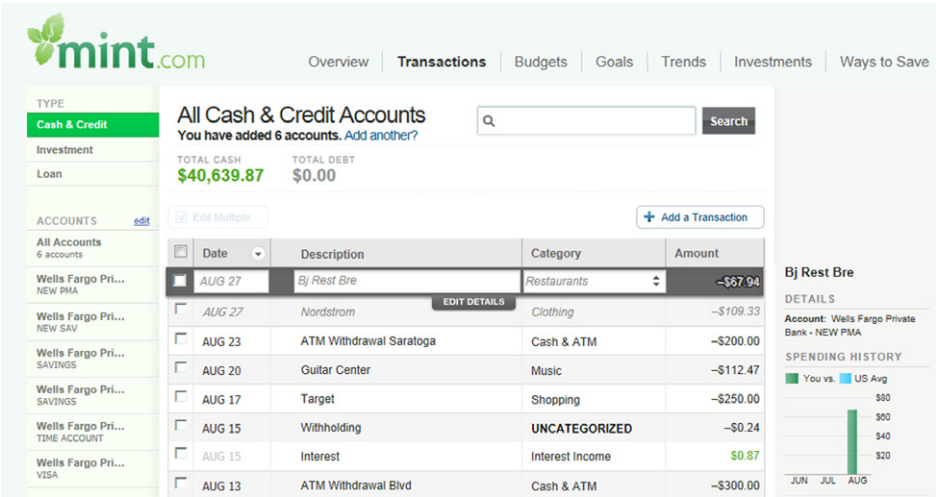 mint.com
Overview Transactions Budgets Goals Trends Investments Ways to Save
TYPE
Cash & Credit
Investment
Loan
ACCOUNTS edit
All Accounts
6 accounts
Wells Fargo Pri...
NEW PMA
Wells Fargo Pri...
NEW SAV
Wells Fargo Pri...
SAVINGS
Wells Fargo Pri...
SAVINGS
Wells Fargo Pri...
TIME ACCOUNT
Wells Fargo Pri...
VISA
All Cash & Credit Accounts
You have added 6 accounts. Add another?
Search
TOTAL CASH TOTAL DEBT
$40,639.87 $0.00
Edit Multiple
Add a Transaction
Date Description Category Amount
AUG 27 Bj Rest Bre Restaurants –$67.94
EDIT DETAILS
AUG 27 Nordstrom Clothing –$109.33
AUG 23 ATM Withdrawal Saratoga Cash & ATM –$200.00
AUG 20 Guitar Center Music –$112.47
AUG 17 Target Shopping –$250.00
AUG 15 Withholding UNCATEGORIZED –$0.24
AUG 15 Interest Interest Income $0.87
AUG 13 ATM Withdrawal Blvd Cash & ATM –$300.00
Bj Rest Bre
DETAILS
Account: Wells Fargo Private
Bank - NEW PMA
SPENDING HISTORY
You vs. US Avg
$80
$60
$40
$20
JUN JUL AUG